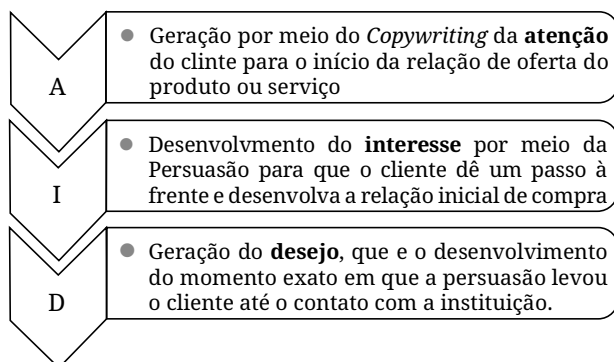 A
● Geração por meio do Copywriting da atenção
do clinte para o início da relação de oferta do
produto ou serviço
I
● Desenvolvmento do interesse por meio da
Persuasão para que o cliente dê um passo à
frente e desenvolva a relação inicial de compra
D
● Geração do desejo, que e o desenvolvimento
do momento exato em que a persuasão levou
o cliente até o contato com a instituição.